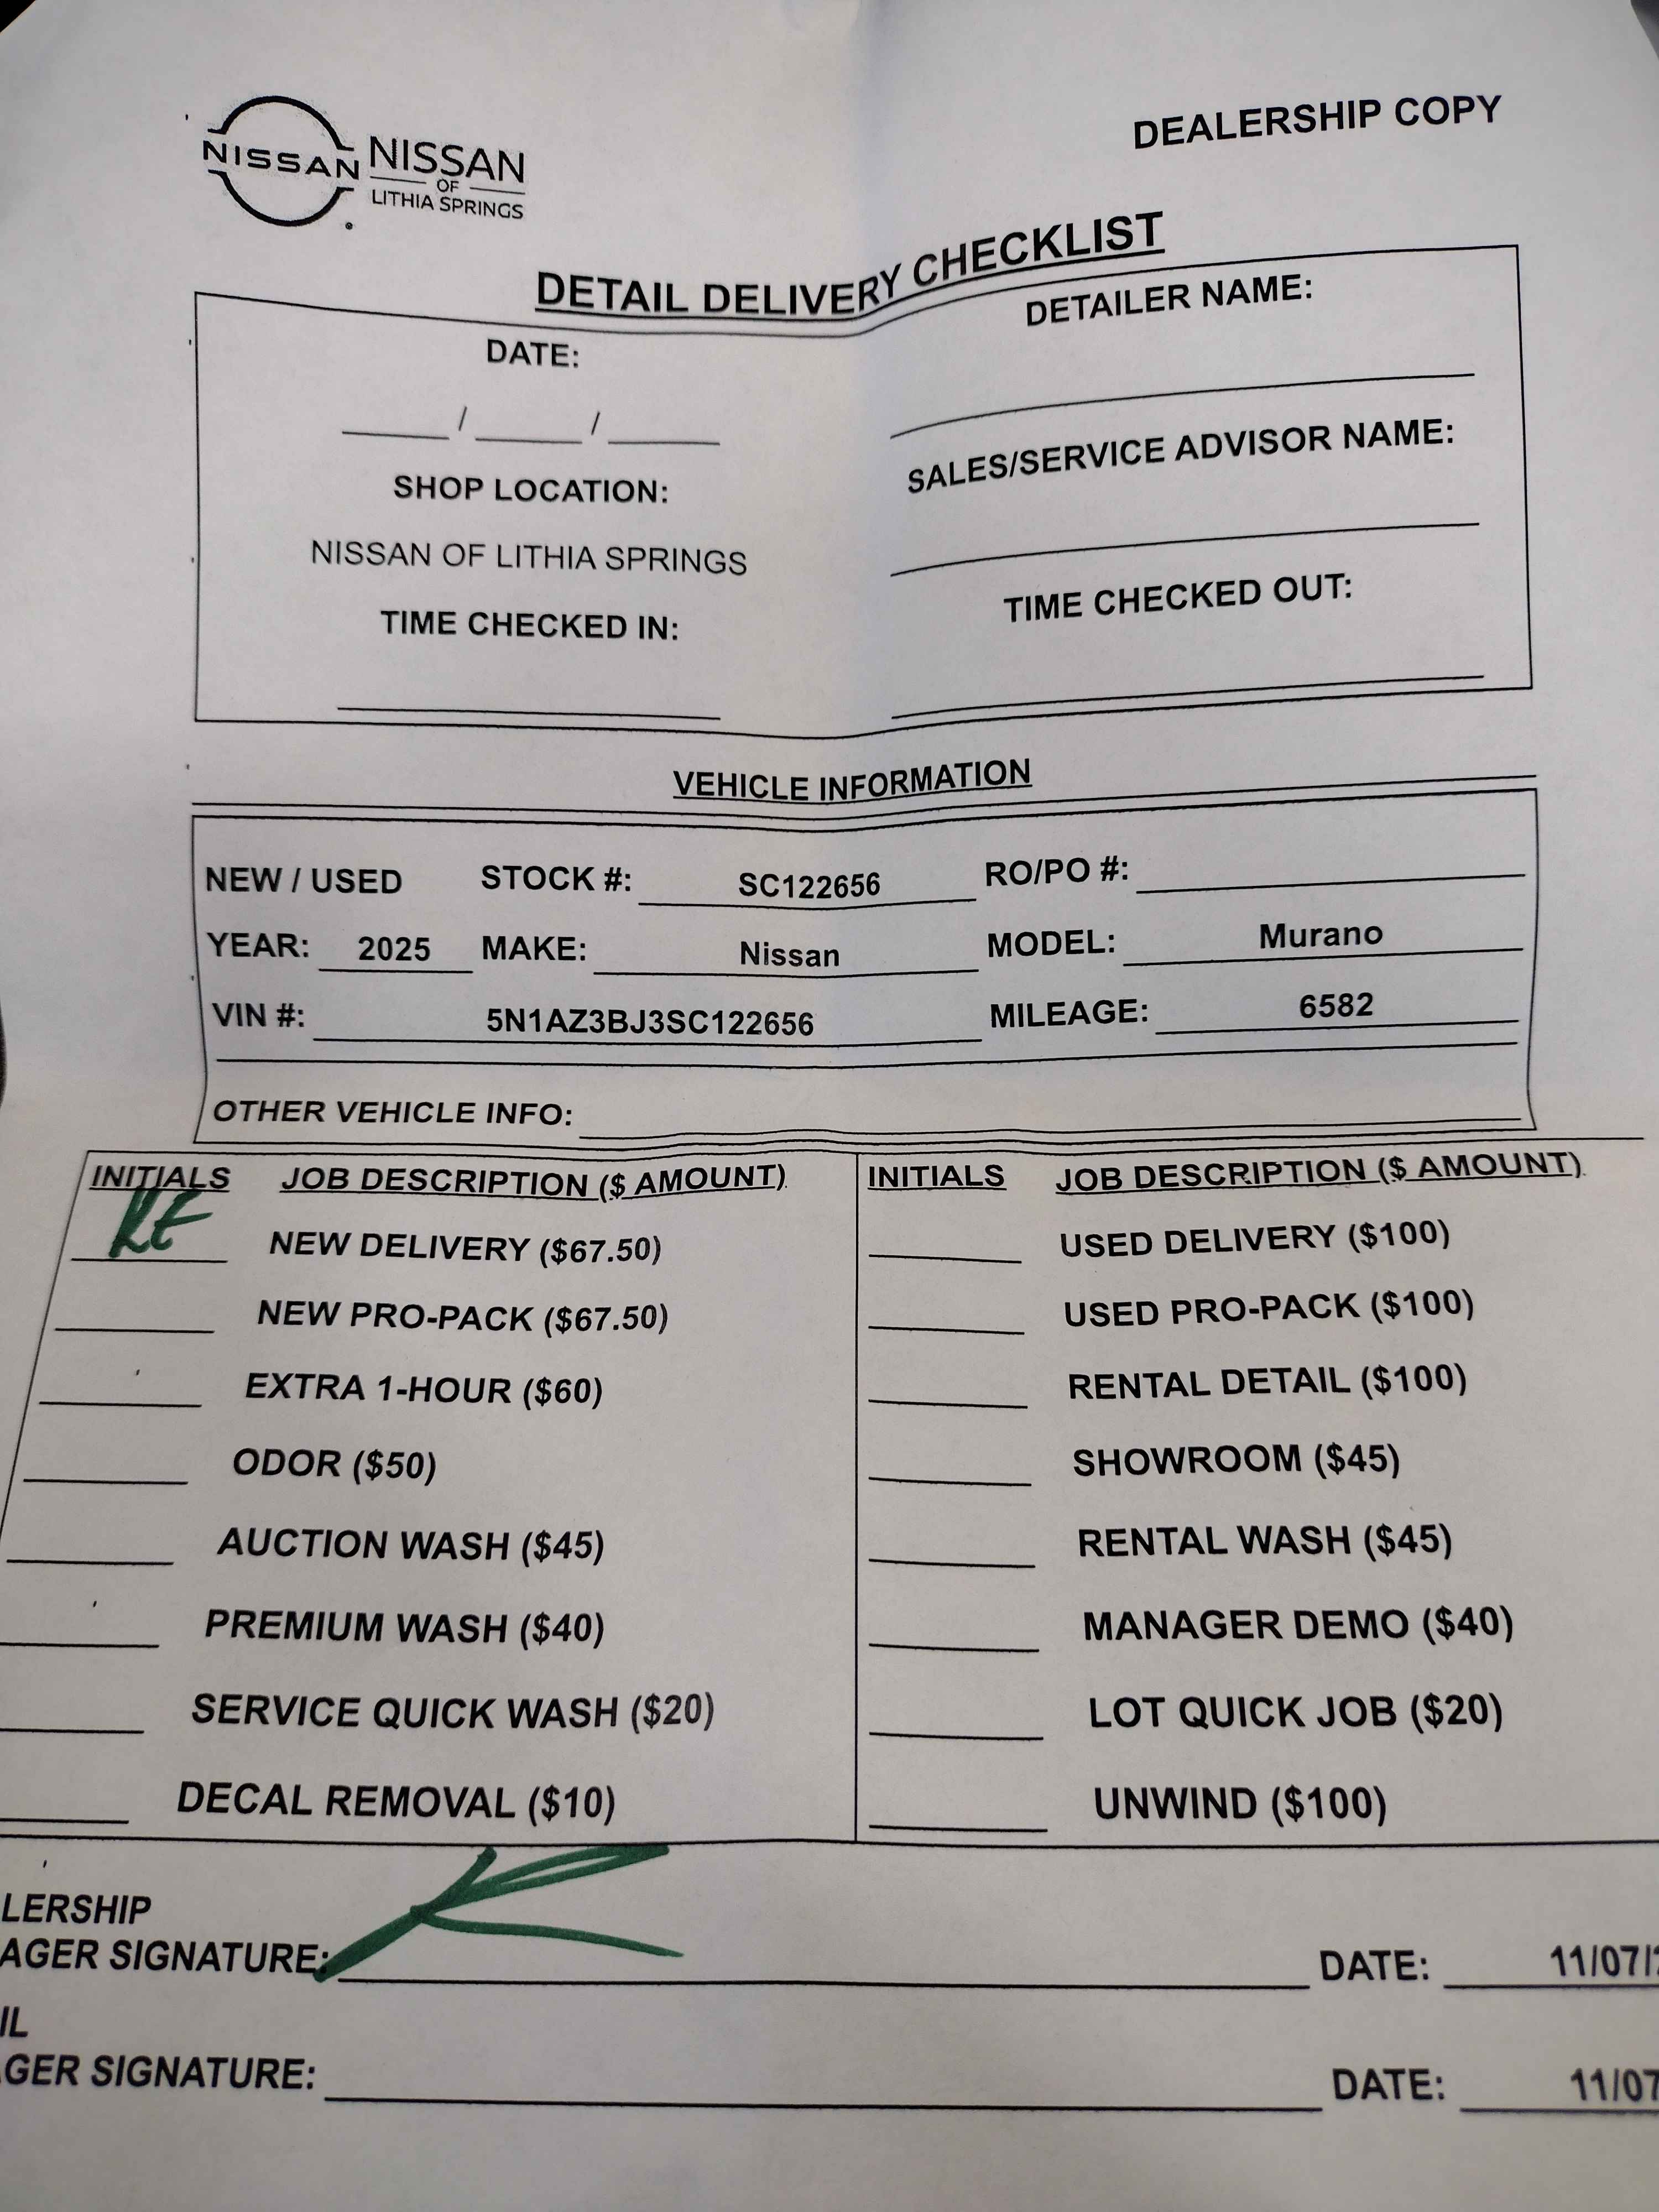 DEALERSHIP COPY
NISSAN NISSAN
OF
LITHIA SPRINGS
DETAIL DELIVERY CHECKLIST
DATE: DETAILER NAME:
____ / ____ / ____
SHOP LOCATION: SALES/SERVICE ADVISOR NAME:
NISSAN OF LITHIA SPRINGS
TIME CHECKED IN: TIME CHECKED OUT:
VEHICLE INFORMATION
NEW / USED STOCK #: SC122656 RO/PO #:
YEAR: 2025 MAKE: Nissan MODEL: Murano
VIN #: 5N1AZ3BJ3SC122656 MILEAGE: 6582
OTHER VEHICLE INFO:
INITIALS JOB DESCRIPTION ($ AMOUNT) INITIALS JOB DESCRIPTION ($ AMOUNT)
NEW DELIVERY ($67.50) USED DELIVERY ($100)
NEW PRO-PACK ($67.50) USED PRO-PACK ($100)
EXTRA 1-HOUR ($60) RENTAL DETAIL ($100)
ODOR ($50) SHOWROOM ($45)
AUCTION WASH ($45) RENTAL WASH ($45)
PREMIUM WASH ($40) MANAGER DEMO ($40)
SERVICE QUICK WASH ($20) LOT QUICK JOB ($20)
DECAL REMOVAL ($10) UNWIND ($100)
LERSHIP
AGER SIGNATURE: DATE: 11/07/
IL
GER SIGNATURE: DATE: 11/07